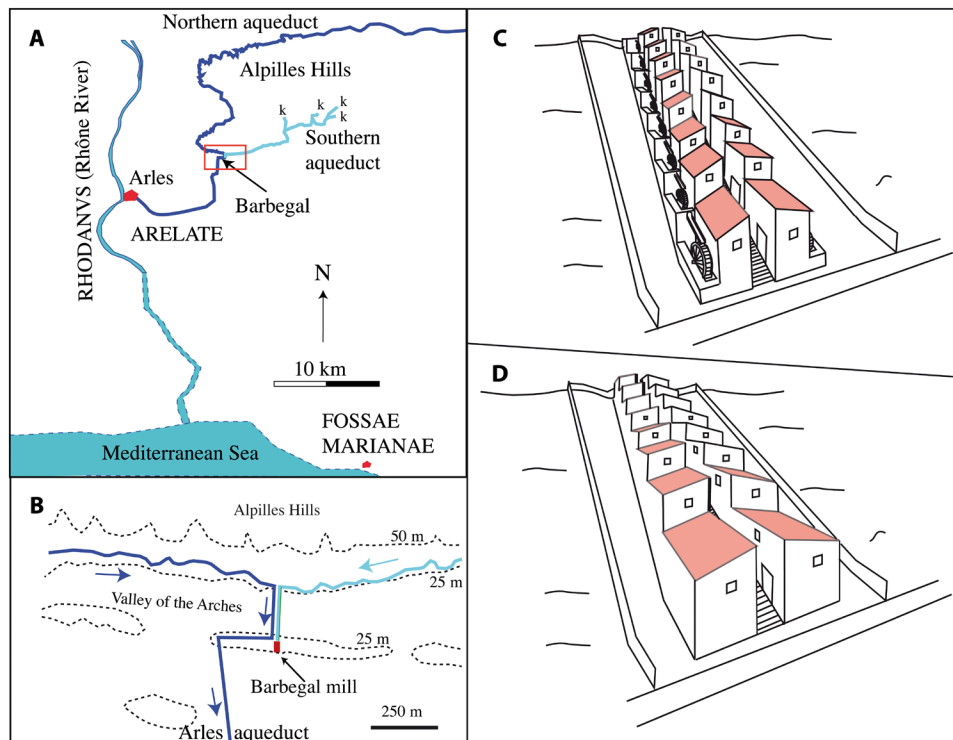 A
Northern aqueduct
Alpilles Hills
k
k
k
k
Southern
aqueduct
RHODANVS (Rhône River)
Arles
Barbegal
ARELATE
N
10 km
FOSSAE
MARIANAE
Mediterranean Sea
B
Alpilles Hills
50 m
25 m
Valley of the Arches
25 m
Barbegal mill
Arles aqueduct
250 m
C
D